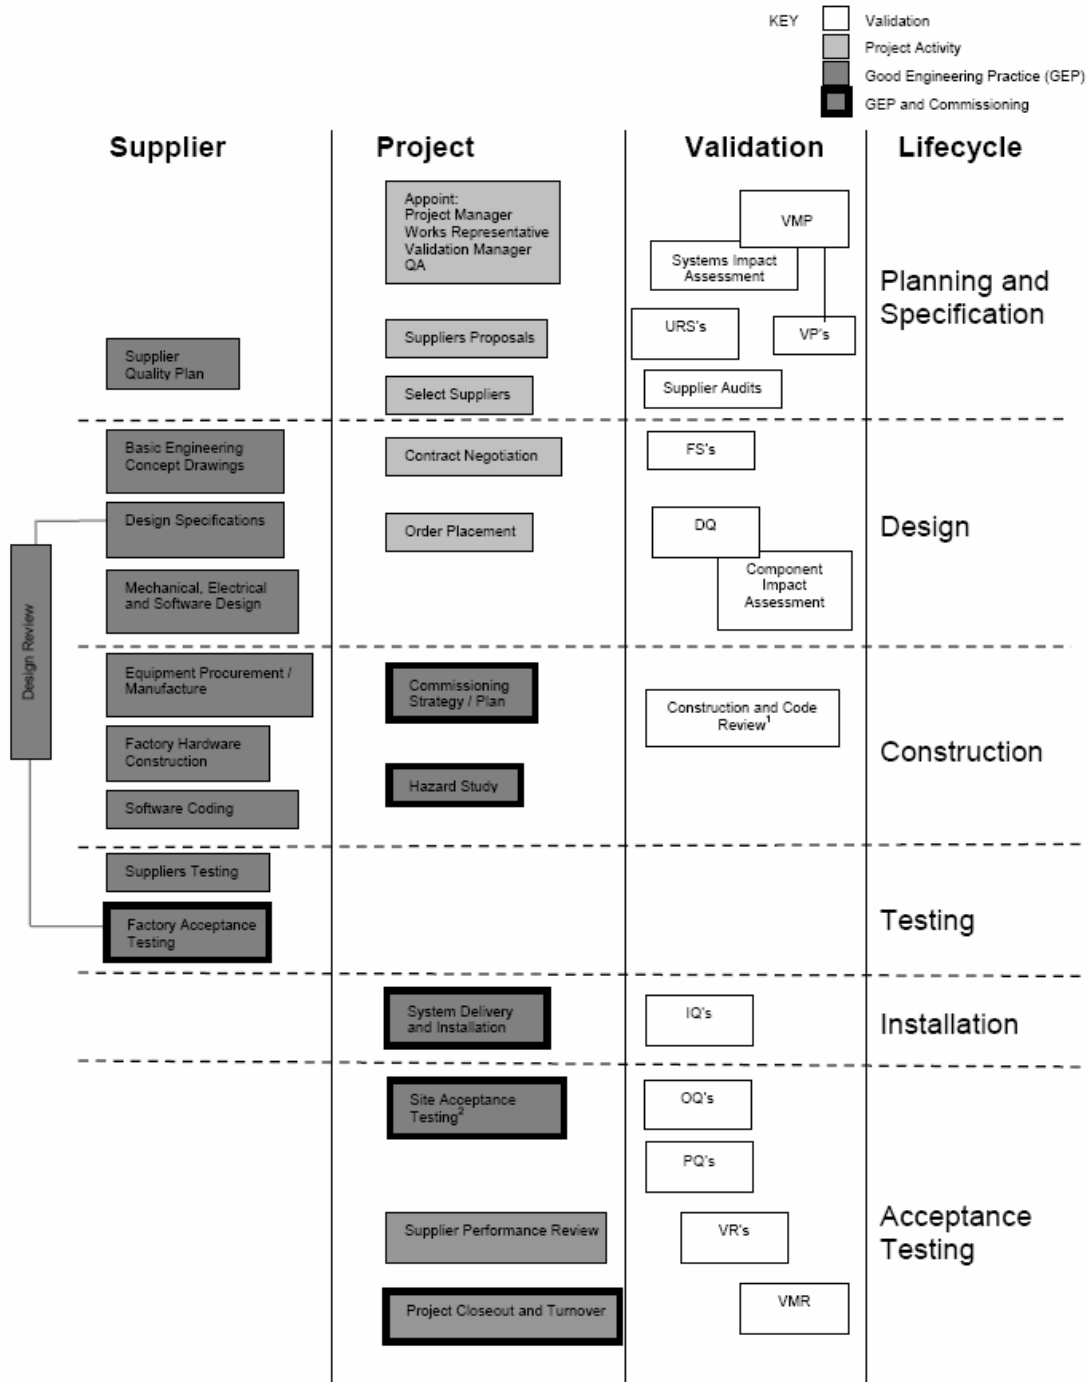 KEY
Validation
Project Activity
Good Engineering Practice (GEP)
GEP and Commissioning
Supplier
Project
Validation
Lifecycle
Appoint:
Project Manager
Works Representative
Validation Manager
QA
VMP
Systems Impact
Assessment
Planning and
Specification
Suppliers Proposals
URS's
VP's
Supplier
Quality Plan
Select Suppliers
Supplier Audits
Basic Engineering
Concept Drawings
Contract Negotiation
FS's
Design Specifications
Order Placement
DQ
Design
Component
Impact
Assessment
Mechanical, Electrical
and Software Design
Design Review
Equipment Procurement /
Manufacture
Commissioning
Strategy / Plan
Construction and Code
Review1
Construction
Factory Hardware
Construction
Hazard Study
Software Coding
Suppliers Testing
Factory Acceptance
Testing
Testing
System Delivery
and Installation
IQ's
Installation
Site Acceptance
Testing2
OQ's
PQ's
Supplier Performance Review
VR's
Acceptance
Testing
Project Closeout and Turnover
VMR